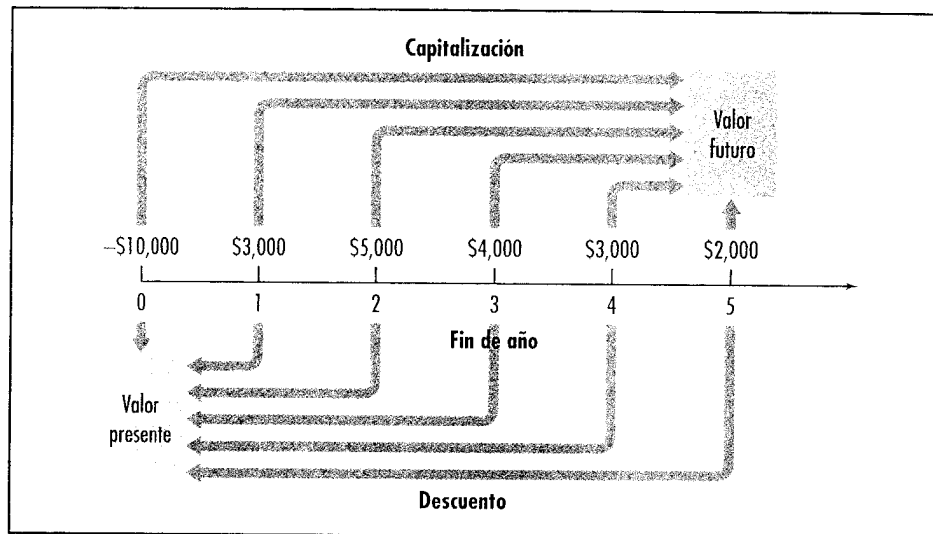 Capitalización
Valor
futuro
–$10,000 $3,000 $5,000 $4,000 $3,000 $2,000
0 1 2 3 4 5
Fin de año
Valor
presente
Descuento